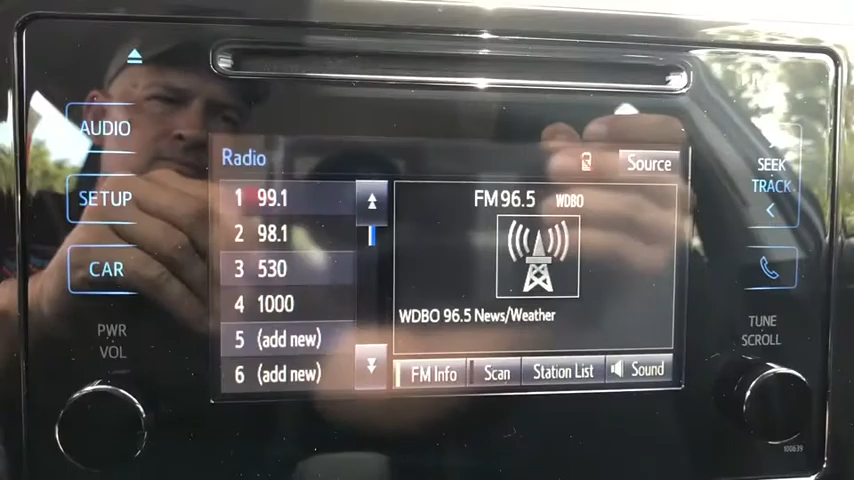 AUDIO
SETUP
CAR
PWR
VOL
Radio
Source
1 99.1
2 98.1
3 530
4 1000
5 (add new)
6 (add new)
FM 96.5 WDBO
WDBO 96.5 News/Weather
FM Info
Scan
Station List
Sound
SEEK
TRACK
TUNE
SCROLL
100639